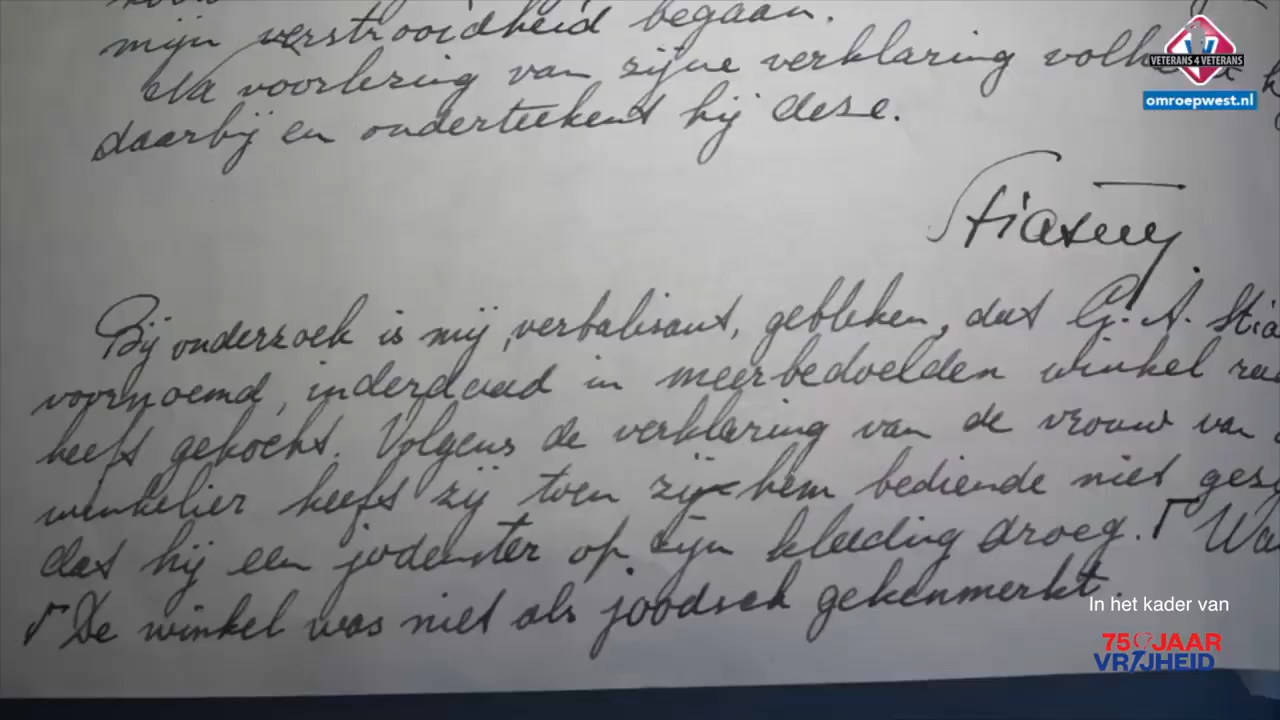 mijn verstrooidheid begaan.
Na voorlezing van zijne verklaring
daarbij en onderteekent hij deze.
Stiasny
Bij onderzoek is mij, verbalisant, gebleken, dat G. A. Stia
voornoemd, inderdaad in meerbedoelden winkel
heeft gekocht. Volgens de verklaring van de vrouw van
winkelier heeft zij toen zij hem bediende niet gez
dat hij een jodenster op zijn kleeding droeg. Γ Wa
Γ De winkel was niet als joodsch gekenmerkt.
VETERANS 4 VETERANS
omroepwest.nl
In het kader van
75 JAAR
VRIJHEID